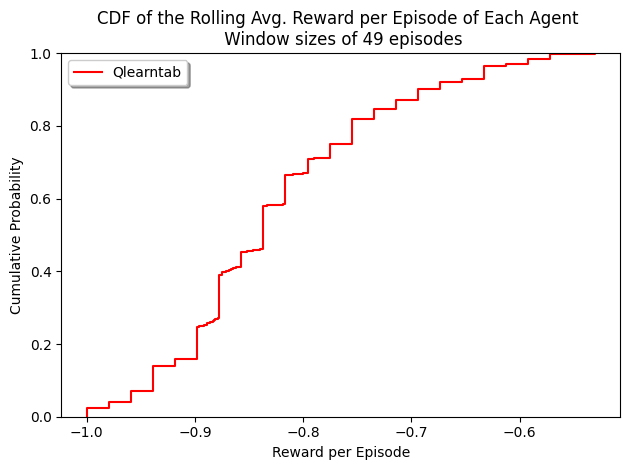 CDF of the Rolling Avg. Reward per Episode of Each Agent
Window sizes of 49 episodes
Qlearntab
Cumulative Probability
1.0
0.8
0.6
0.4
0.2
0.0
−1.0
−0.9
−0.8
−0.7
−0.6
Reward per Episode